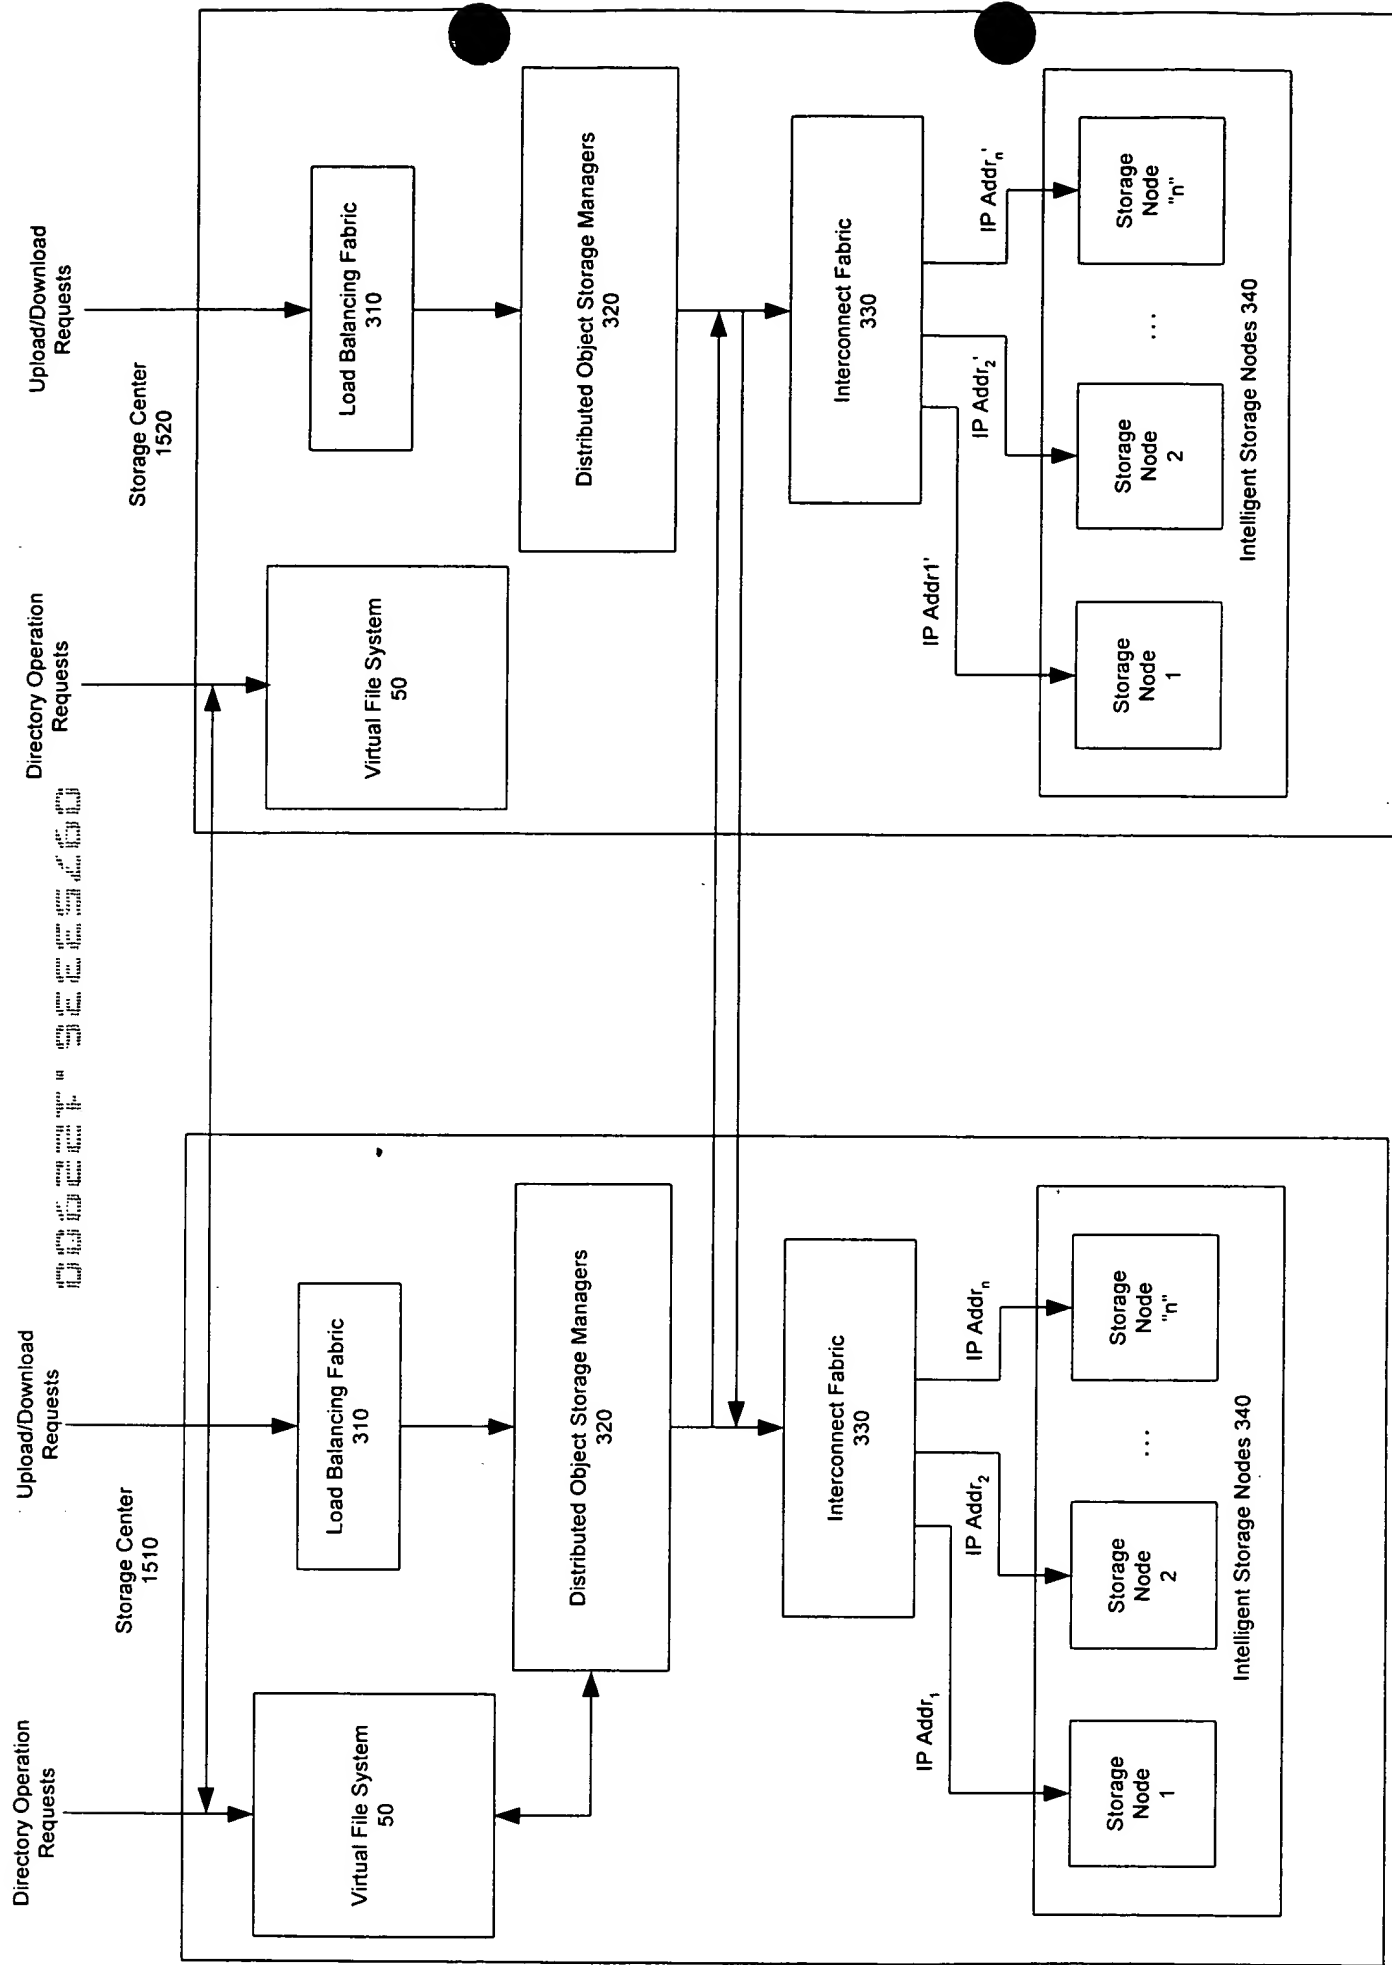 Directory Operation
Requests
Upload/Download
Requests
Storage Center
1510
Virtual File System
50
Load Balancing Fabric
310
Distributed Object Storage Managers
320
Interconnect Fabric
330
IP Addr₁
IP Addr₂
IP Addrₙ
Storage
Node
1
Storage
Node
2
...
Storage
Node
"n"
Intelligent Storage Nodes 340
Directory Operation
Requests
Upload/Download
Requests
Storage Center
1520
Virtual File System
50
Load Balancing Fabric
310
Distributed Object Storage Managers
320
Interconnect Fabric
330
IP Addr1'
IP Addr₂'
IP Addrₙ'
Storage
Node
1
Storage
Node
2
...
Storage
Node
"n"
Intelligent Storage Nodes 340